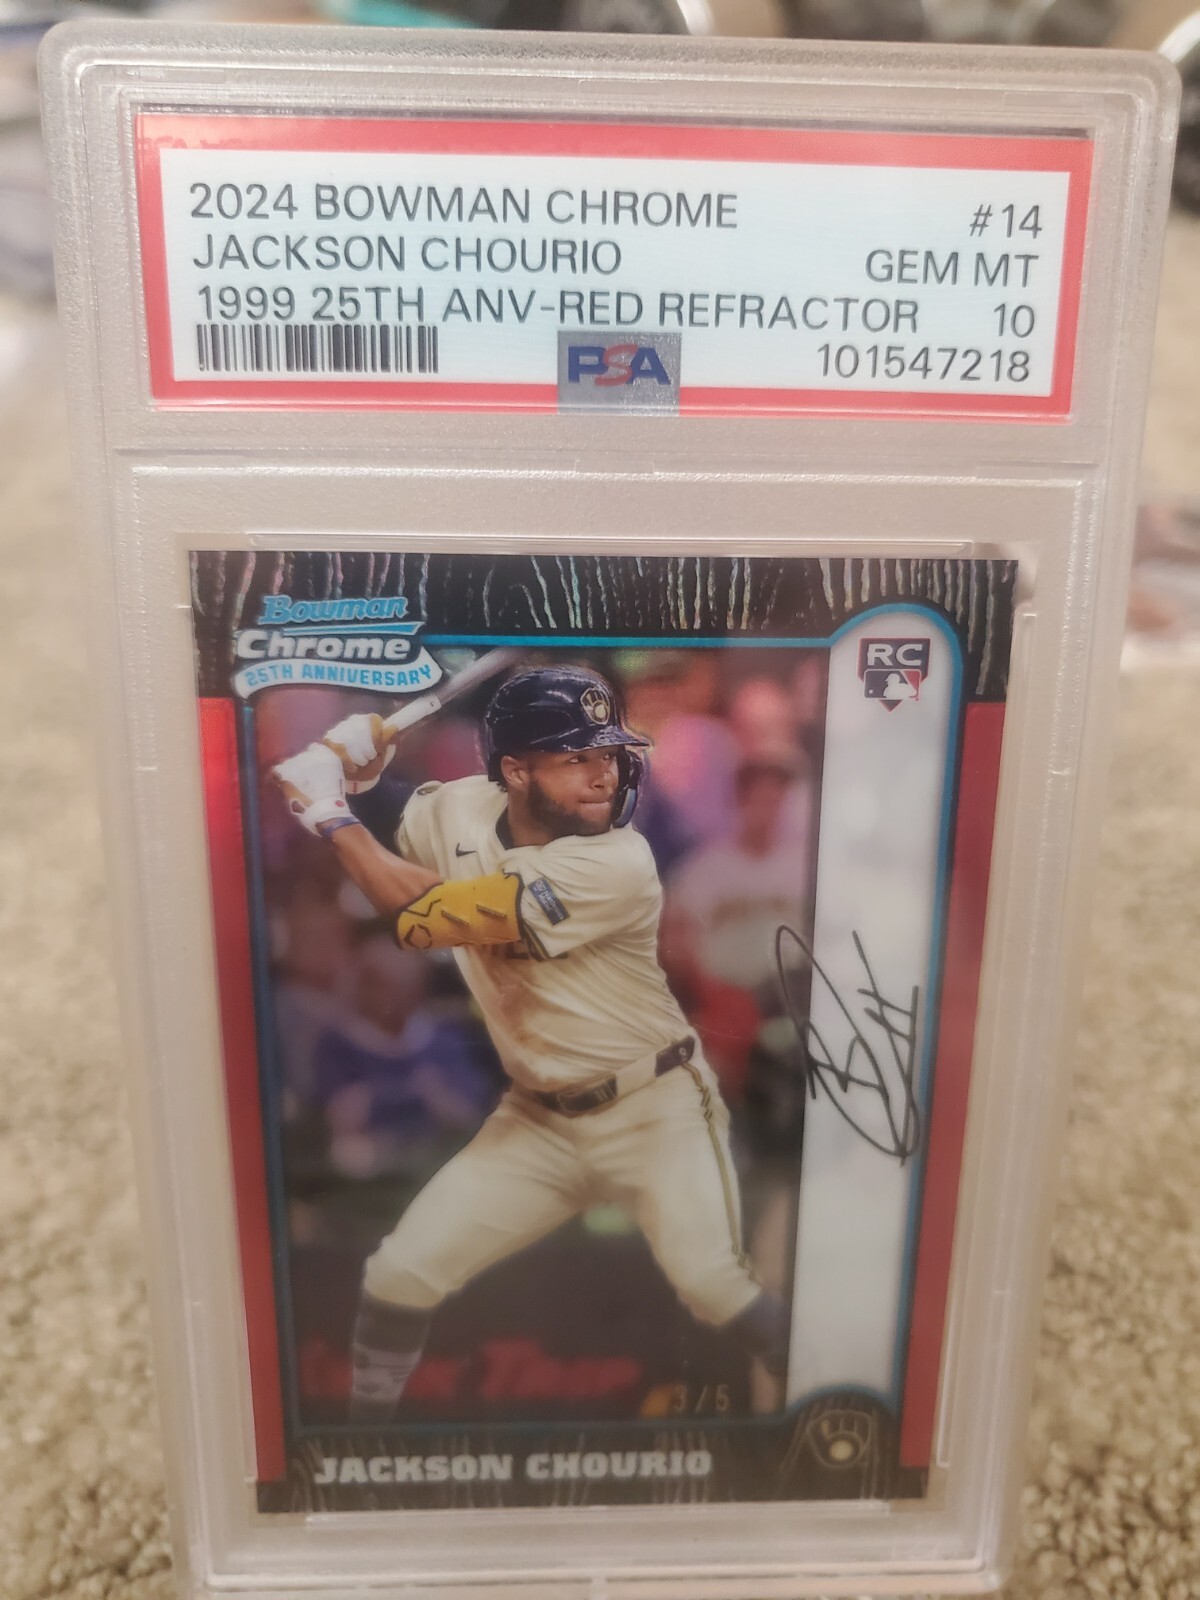 2024 BOWMAN CHROME #14
JACKSON CHOURIO GEM MT
1999 25TH ANV-RED REFRACTOR 10
PSA 101547218
Bowman
Chrome
25TH ANNIVERSARY
RC
3/5
JACKSON CHOURIO